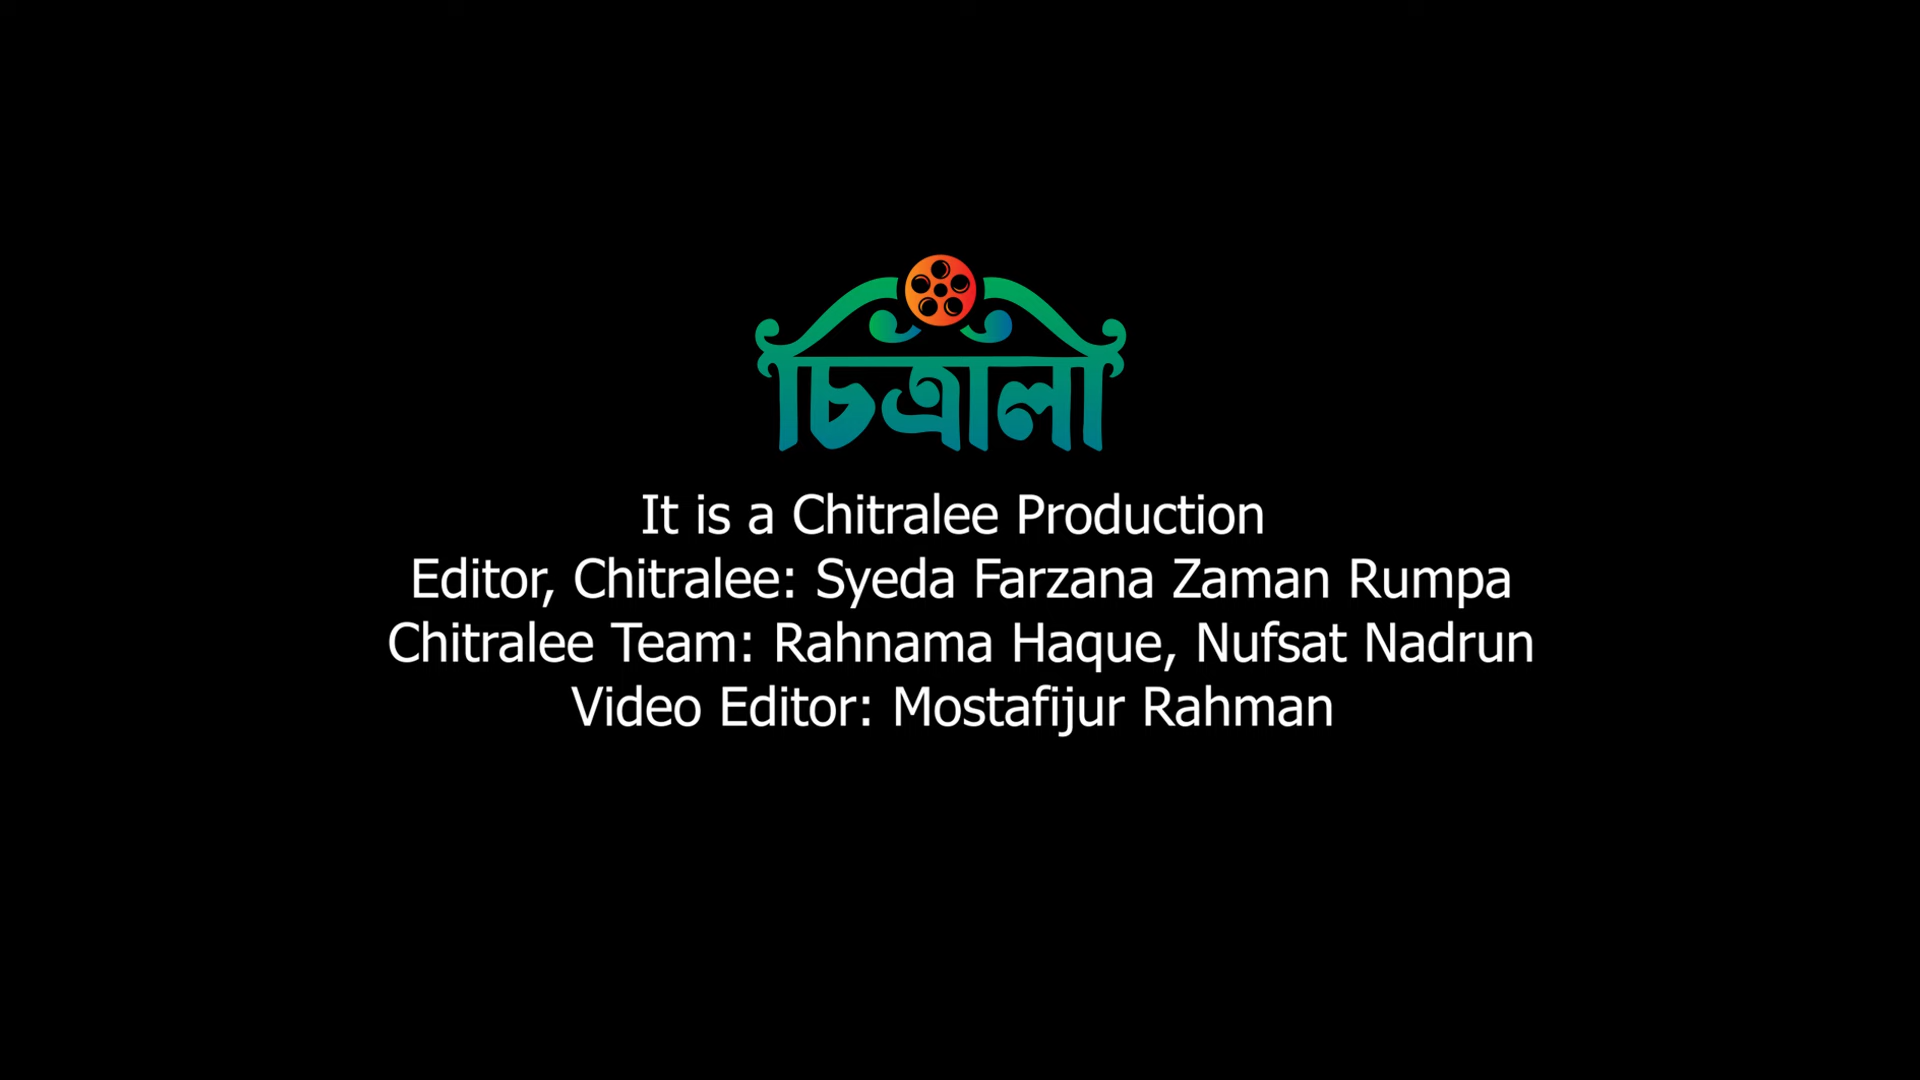 চিত্রালী
It is a Chitralee Production
Editor, Chitralee: Syeda Farzana Zaman Rumpa
Chitralee Team: Rahnama Haque, Nufsat Nadrun
Video Editor: Mostafijur Rahman